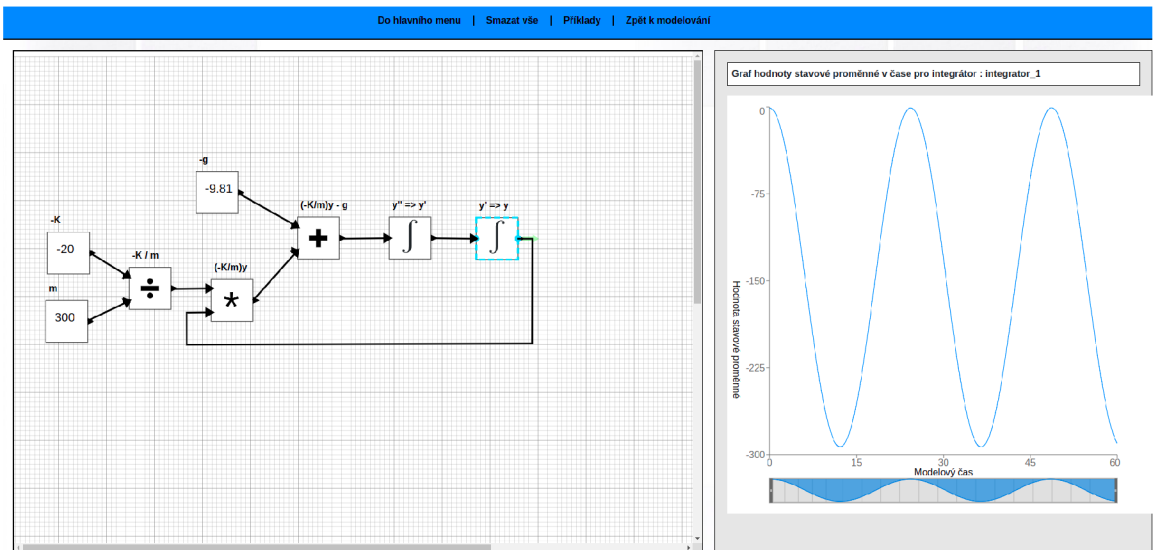 Do hlavního menu | Smazat vše | Příklady | Zpět k modelování
Graf hodnoty stavové proměnné v čase pro integrátor : integrator_1
-g
-9.81
(-K/m)y - g
y'' => y'
y' => y
+
∫
∫
-K
-20
-K / m
÷
(-K/m)y
*
m
300
0
-75
-150
-225
-300
Hodnota stavové proměnné
0
15
30
45
60
Modelový čas